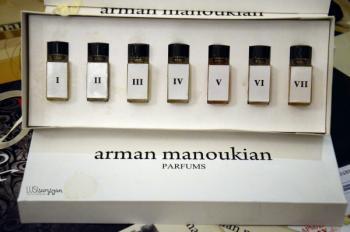 arman manoukian
I II III IV V VI VII
arman manoukian
PARFUMS